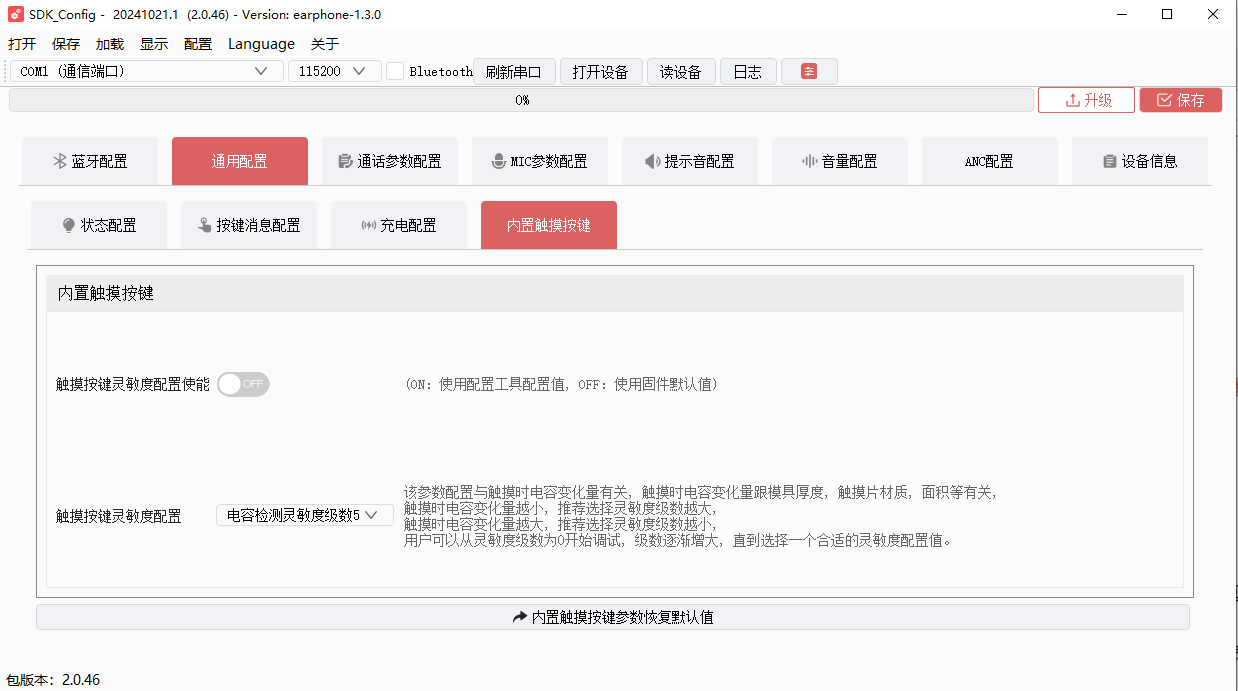 SDK_Config - 20241021.1 (2.0.46) - Version: earphone-1.3.0
打开 保存 加载 显示 配置 Language 关于
COM1 (通信端口) 115200 Bluetooth 刷新串口 打开设备 读设备 日志
0% 升级 保存
蓝牙配置 通用配置 通话参数配置 MIC参数配置 提示音配置 音量配置 ANC配置 设备信息
状态配置 按键消息配置 充电配置 内置触摸按键
内置触摸按键
触摸按键灵敏度配置使能 OFF (ON: 使用配置工具配置值, OFF: 使用固件默认值)
该参数配置与触摸时电容变化量有关，触摸时电容变化量跟模具厚度，触摸片材质，面积等有关，
触摸时电容变化量越小，推荐选择灵敏度级数越大，
触摸按键灵敏度配置 电容检测灵敏度级数5
触摸时电容变化量越大，推荐选择灵敏度级数越小，
用户可以从灵敏度级数为0开始调试，级数逐渐增大，直到选择一个合适的灵敏度配置值。
内置触摸按键参数恢复默认值
包版本：2.0.46